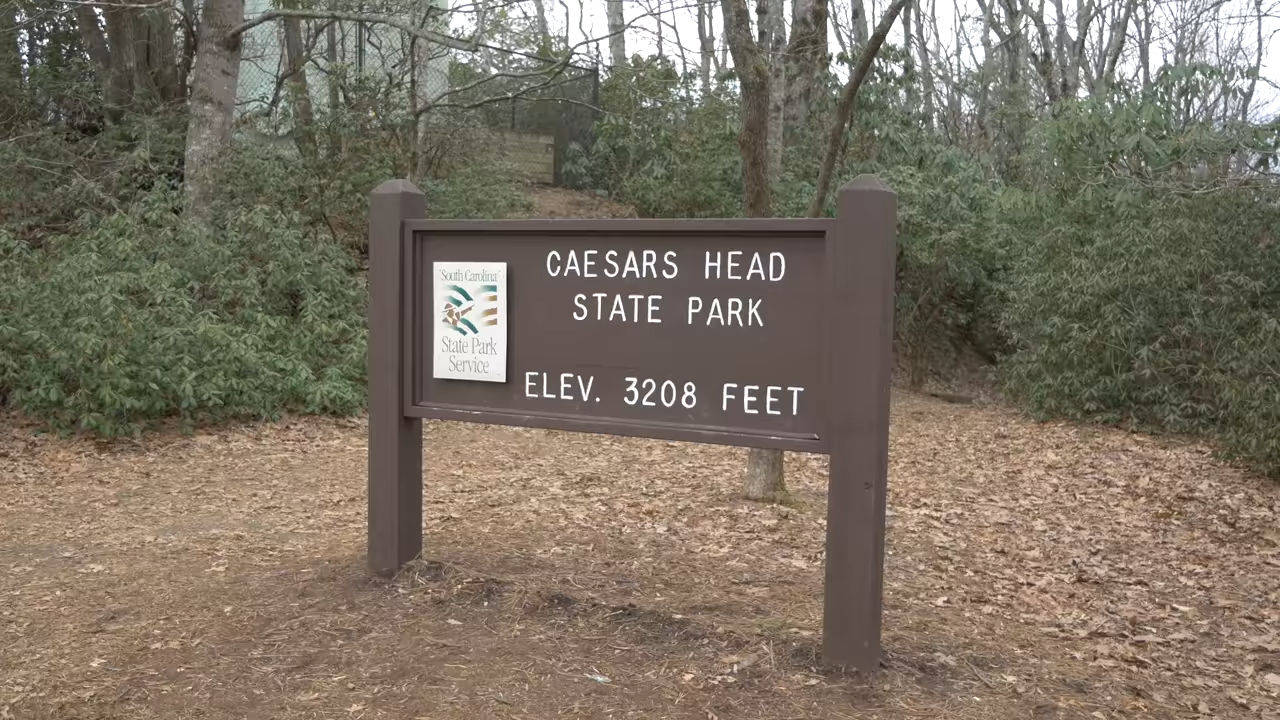 CAESARS HEAD
STATE PARK
ELEV. 3208 FEET
South Carolina
State Park
Service